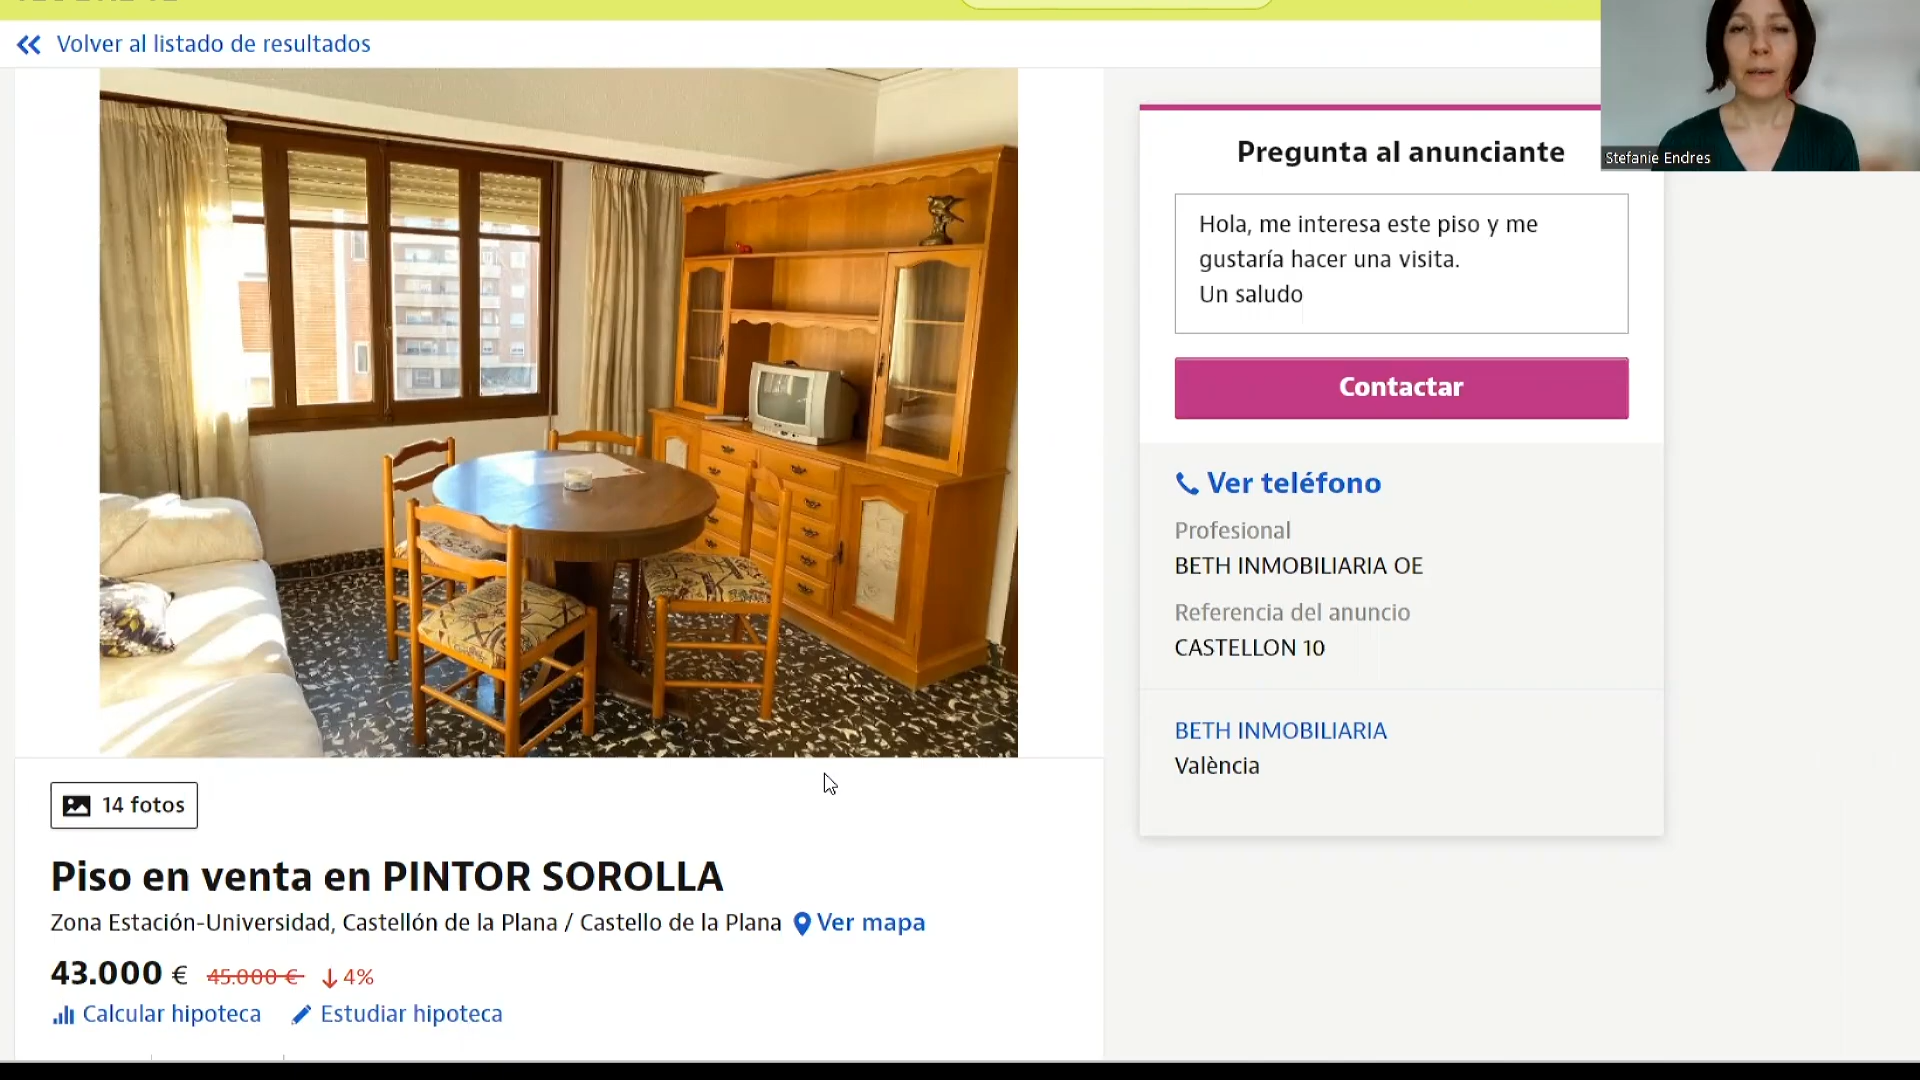 Volver al listado de resultados
Stefanie Endres
Pregunta al anunciante
Hola, me interesa este piso y me
gustaría hacer una visita.
Un saludo
Contactar
Ver teléfono
Profesional
BETH INMOBILIARIA OE
Referencia del anuncio
CASTELLON 10
BETH INMOBILIARIA
València
14 fotos
Piso en venta en PINTOR SOROLLA
Zona Estación-Universidad, Castellón de la Plana / Castello de la Plana Ver mapa
43.000 € 45.000 € ↓ 4%
Calcular hipoteca Estudiar hipoteca